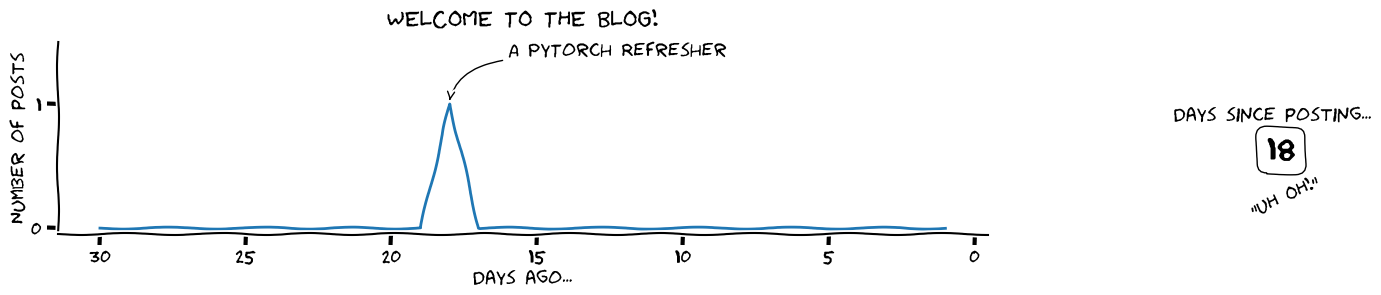 WELCOME TO THE BLOG!
A PYTORCH REFRESHER
NUMBER OF POSTS
1
0
30 25 20 15 10 5 0
DAYS AGO...
DAYS SINCE POSTING...
18
"UH OH!"